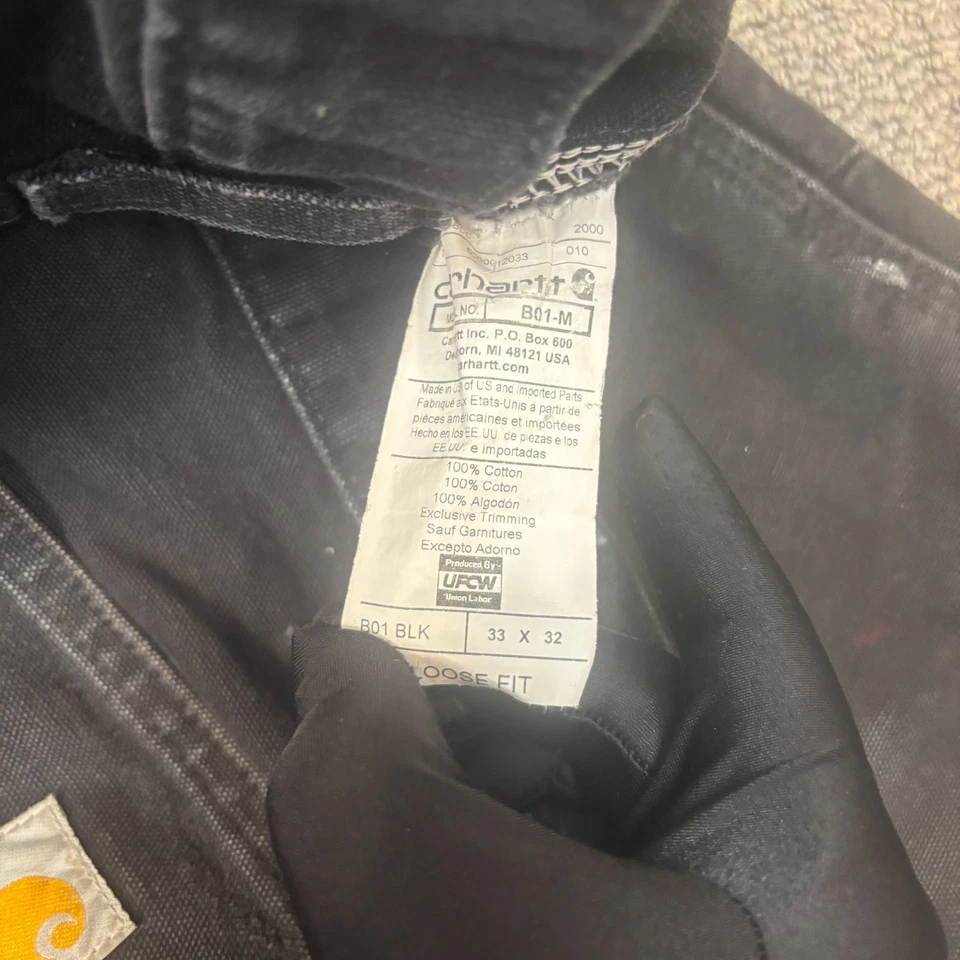 2000
010
carhartt
NO. B01-M
Inc. P.O. Box 600
MI 48121 USA
carhartt.com
Made in of US and Imported Parts
Fabriqué Etats-Unis à partir de
pièces américaines et importées
Hecho en los EE.UU. de piezas e los
EE.UU. e importadas
100% Cotton
100% Coton
100% Algodón
Exclusive Trimming
Sauf Garnitures
Excepto Adorno
Produced By
UFCW
Union Labor
B01 BLK 33 X 32
LOOSE FIT